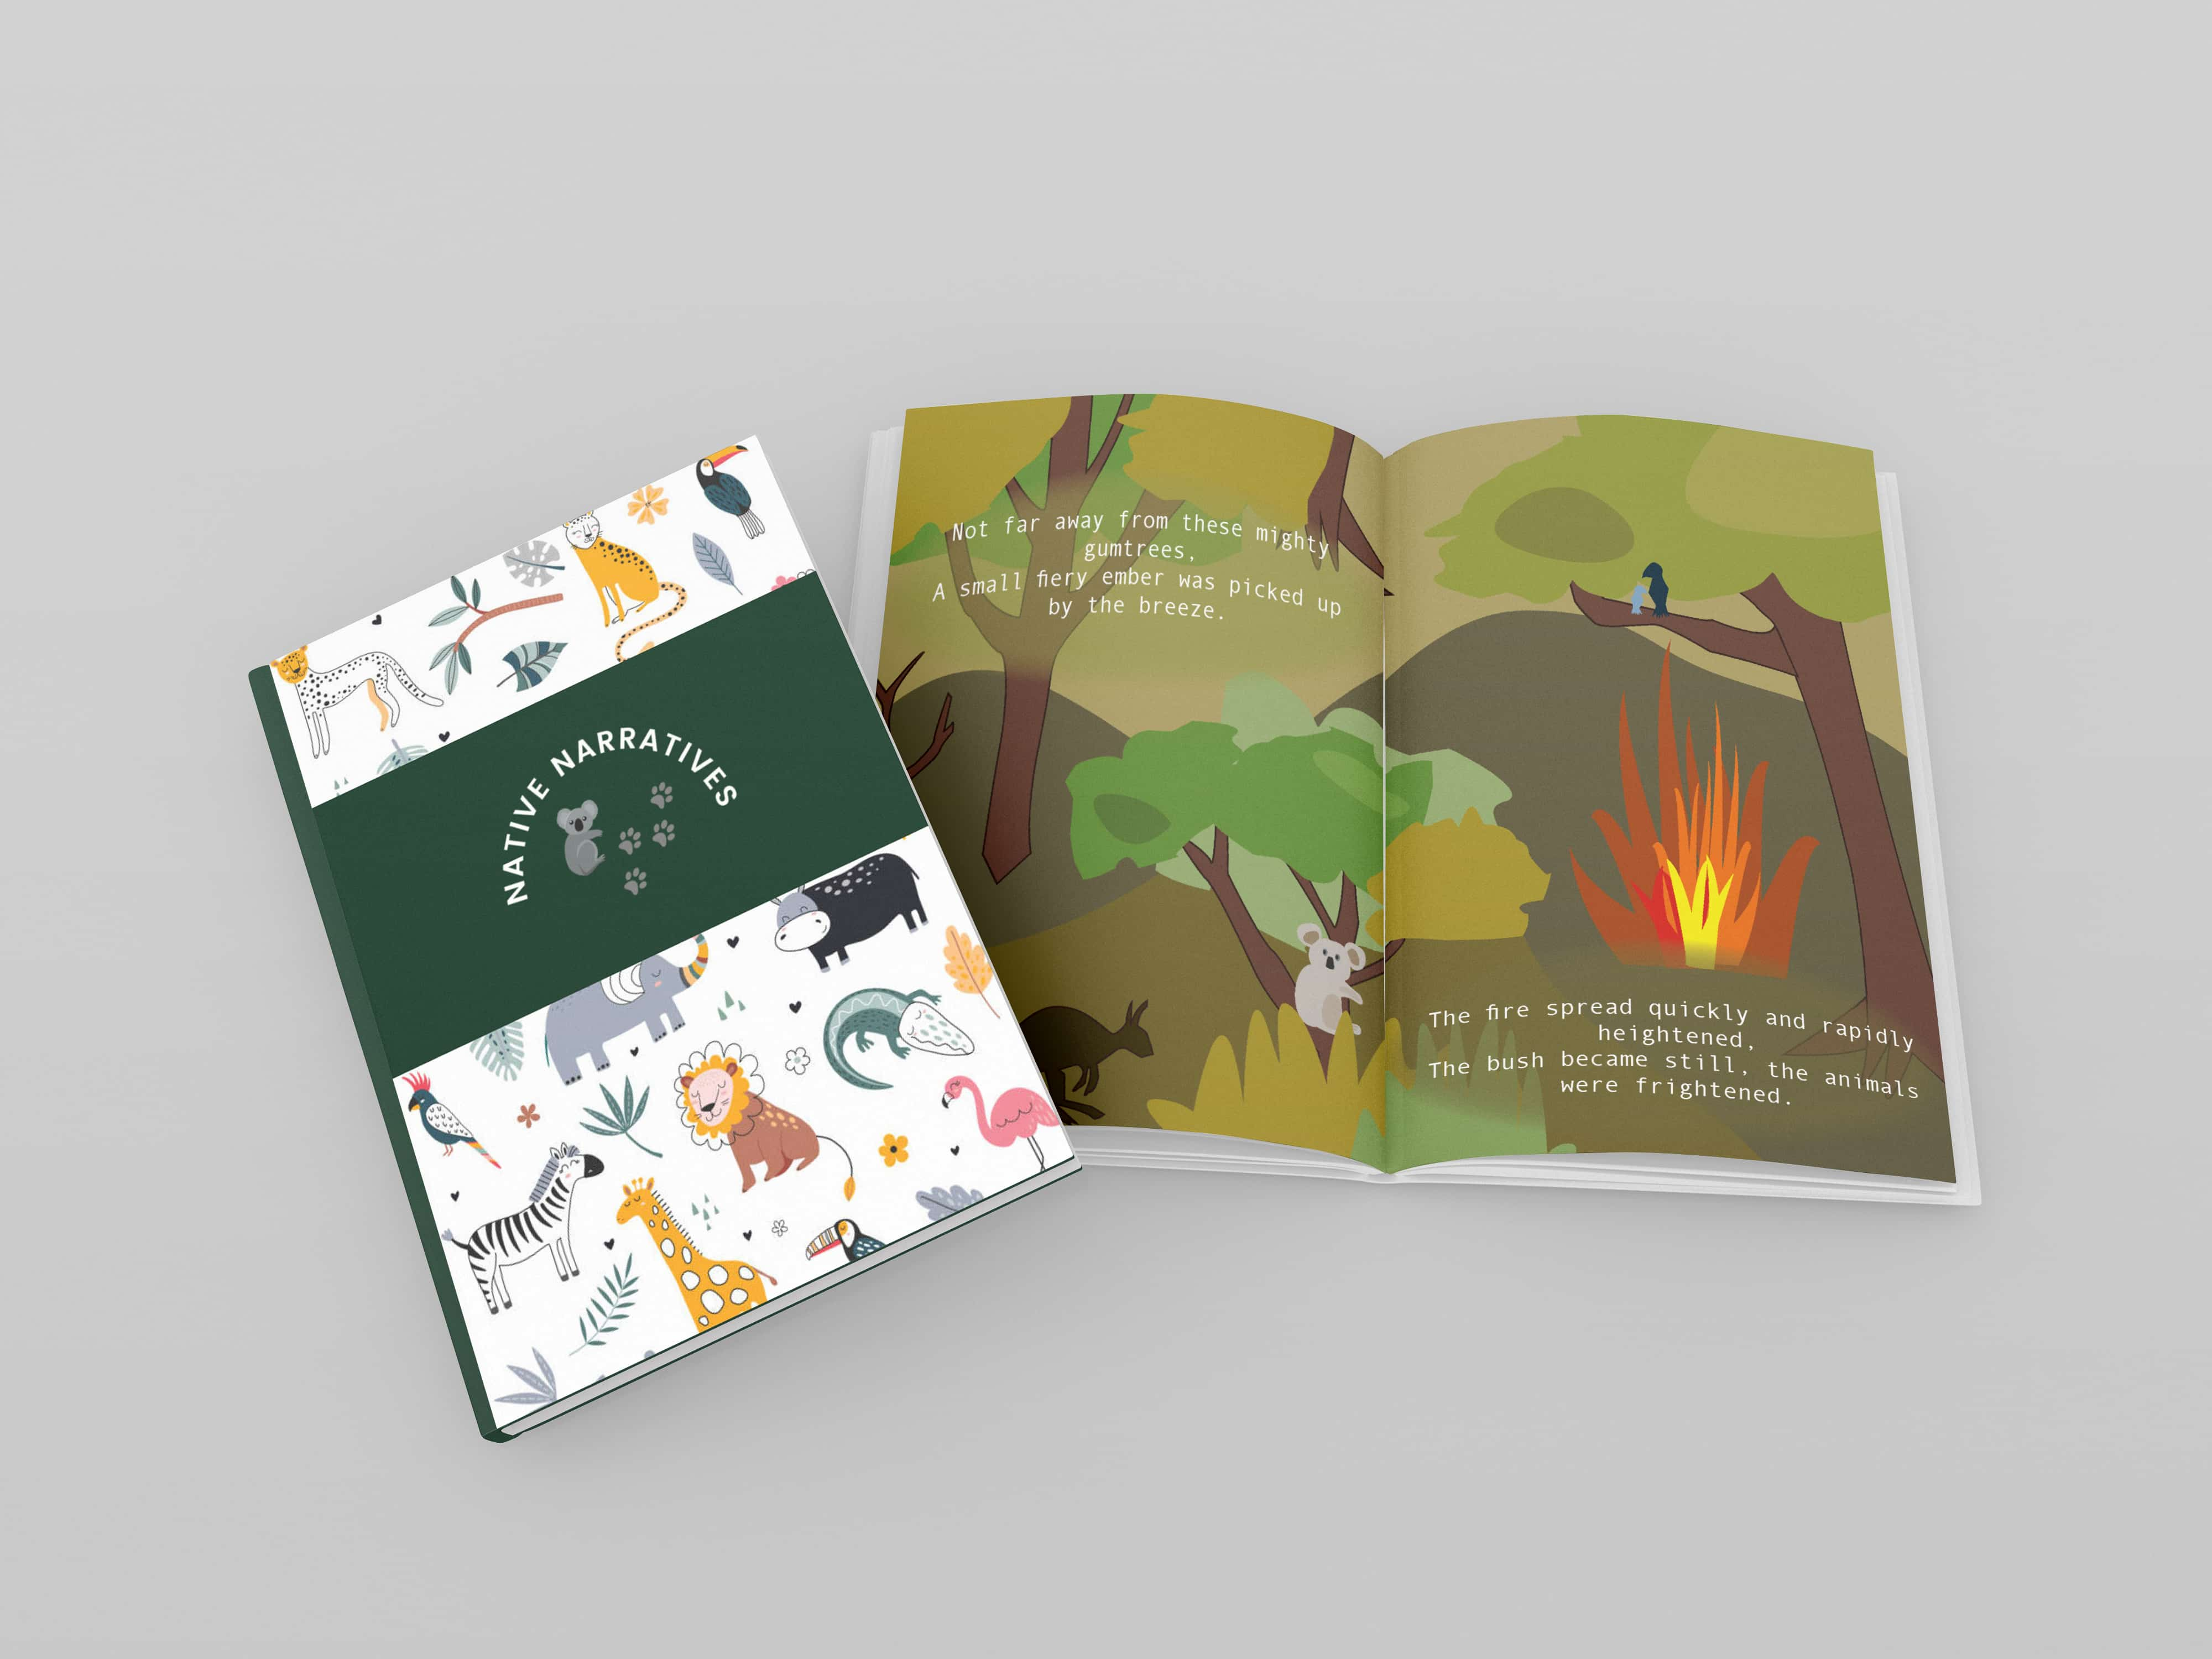 NATIVE NARRATIVES
Not far away from these mighty
gumtrees,
A small fiery ember was picked up
by the breeze.
The fire spread quickly and rapidly
heightened,
The bush became still, the animals
were frightened.